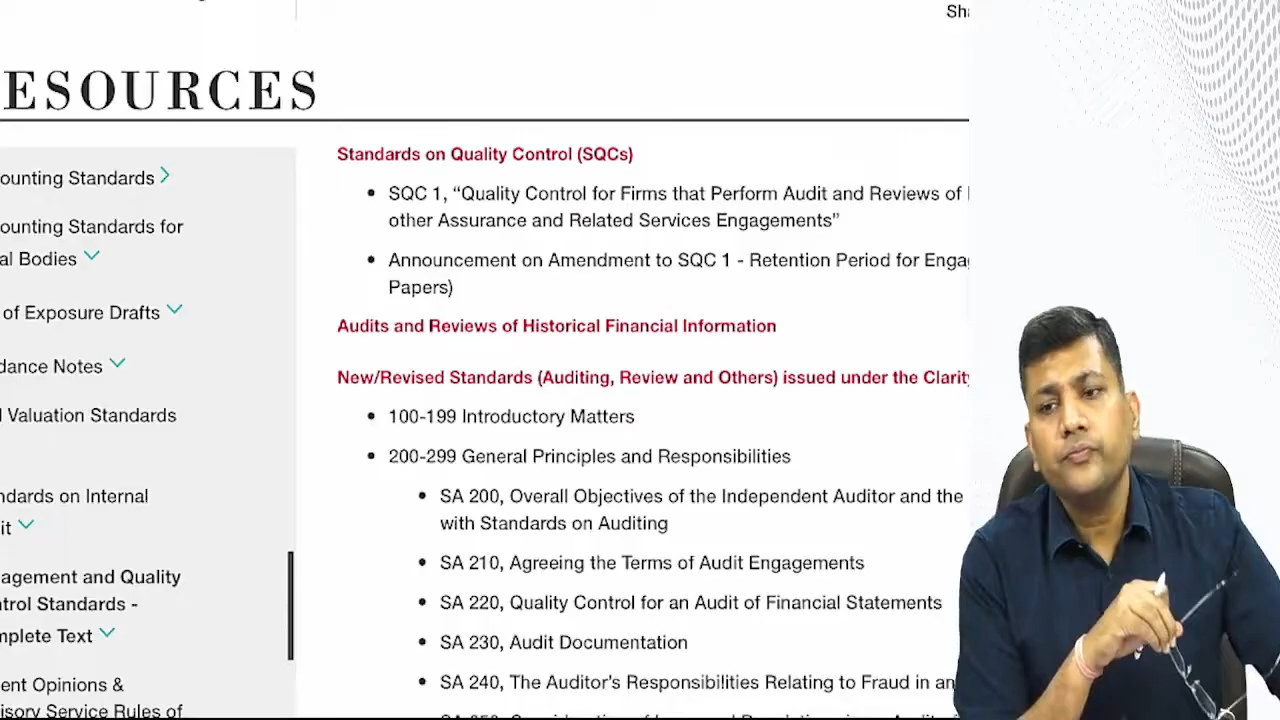 ESOURCES
ounting Standards
ounting Standards for
al Bodies
of Exposure Drafts
dance Notes
Valuation Standards
ndards on Internal
it
agement and Quality
trol Standards -
mplete Text
ent Opinions &
isory Service Rules of
Standards on Quality Control (SQCs)
• SQC 1, “Quality Control for Firms that Perform Audit and Reviews of
other Assurance and Related Services Engagements”
• Announcement on Amendment to SQC 1 - Retention Period for Enga
Papers)
Audits and Reviews of Historical Financial Information
New/Revised Standards (Auditing, Review and Others) issued under the Clarity
• 100-199 Introductory Matters
• 200-299 General Principles and Responsibilities
• SA 200, Overall Objectives of the Independent Auditor and the
with Standards on Auditing
• SA 210, Agreeing the Terms of Audit Engagements
• SA 220, Quality Control for an Audit of Financial Statements
• SA 230, Audit Documentation
• SA 240, The Auditor's Responsibilities Relating to Fraud in an